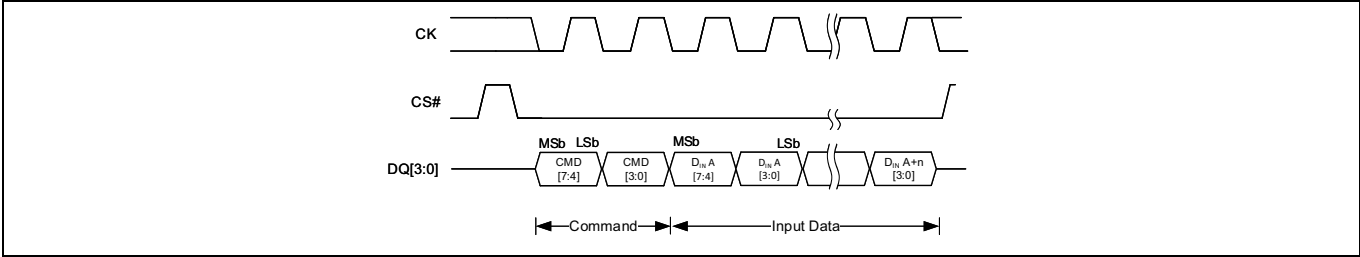 CK
CS#
MSb LSb MSb LSb
DQ[3:0]
CMD [7:4] CMD [3:0] DIN A [7:4] DIN A [3:0] DIN A+n [3:0]
Command Input Data